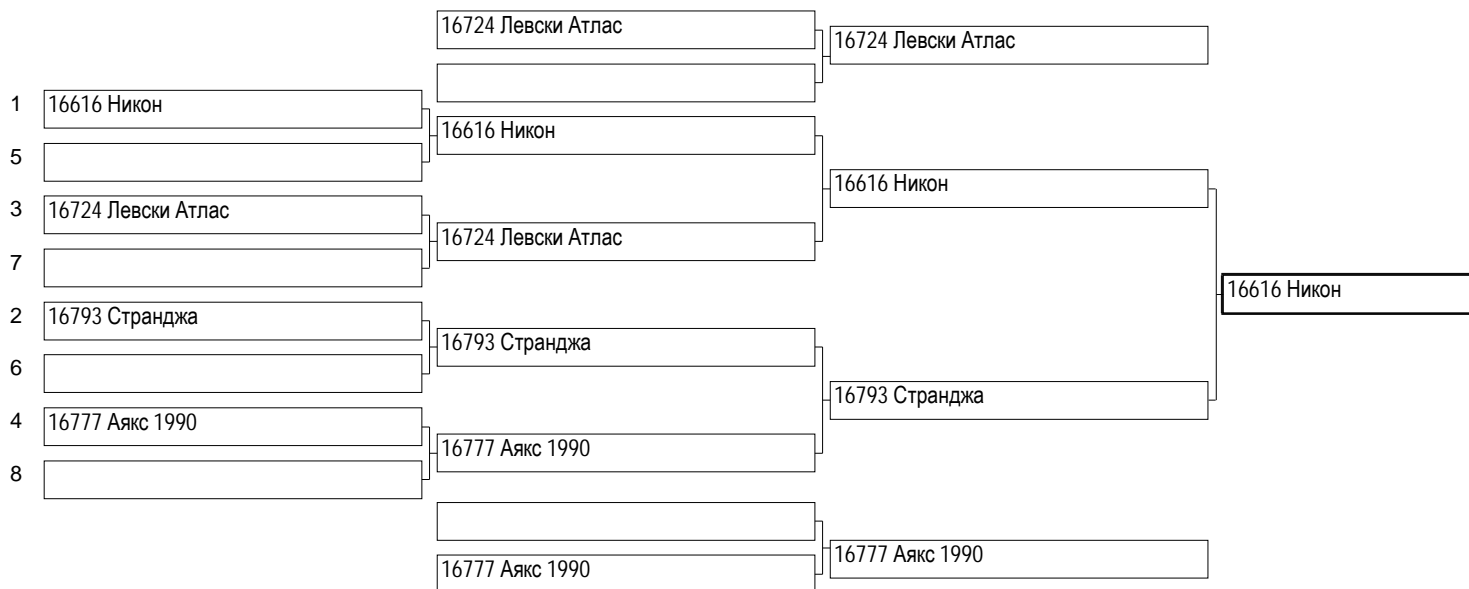 16724 Левски Атлас
16724 Левски Атлас
1 16616 Никон
16616 Никон
5
16616 Никон
3 16724 Левски Атлас
16724 Левски Атлас
7
16616 Никон
2 16793 Странджа
16793 Странджа
6
16793 Странджа
4 16777 Аякс 1990
16777 Аякс 1990
8
16777 Аякс 1990
16777 Аякс 1990